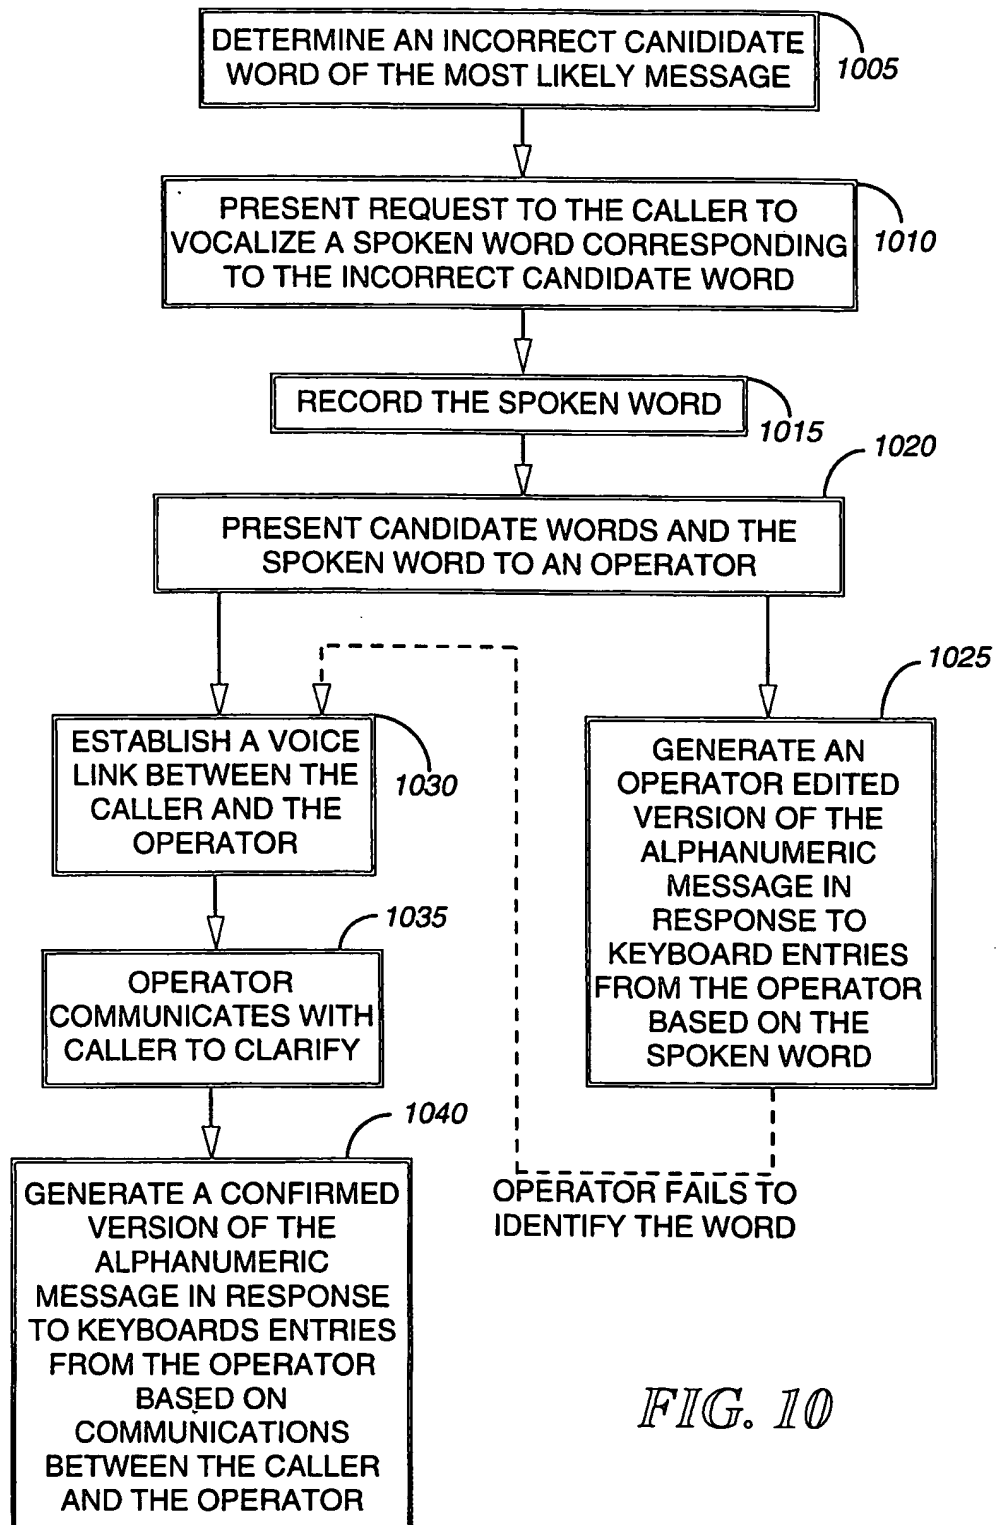 DETERMINE AN INCORRECT CANIDIDATE
WORD OF THE MOST LIKELY MESSAGE
1005
PRESENT REQUEST TO THE CALLER TO
VOCALIZE A SPOKEN WORD CORRESPONDING
TO THE INCORRECT CANDIDATE WORD
1010
RECORD THE SPOKEN WORD
1015
1020
PRESENT CANDIDATE WORDS AND THE
SPOKEN WORD TO AN OPERATOR
ESTABLISH A VOICE
LINK BETWEEN THE
CALLER AND THE
OPERATOR
1030
1025
GENERATE AN
OPERATOR EDITED
VERSION OF THE
ALPHANUMERIC
MESSAGE IN
RESPONSE TO
KEYBOARD ENTRIES
FROM THE OPERATOR
BASED ON THE
SPOKEN WORD
1035
OPERATOR
COMMUNICATES WITH
CALLER TO CLARIFY
OPERATOR FAILS TO
IDENTIFY THE WORD
1040
GENERATE A CONFIRMED
VERSION OF THE
ALPHANUMERIC
MESSAGE IN RESPONSE
TO KEYBOARDS ENTRIES
FROM THE OPERATOR
BASED ON
COMMUNICATIONS
BETWEEN THE CALLER
AND THE OPERATOR
FIG. 10